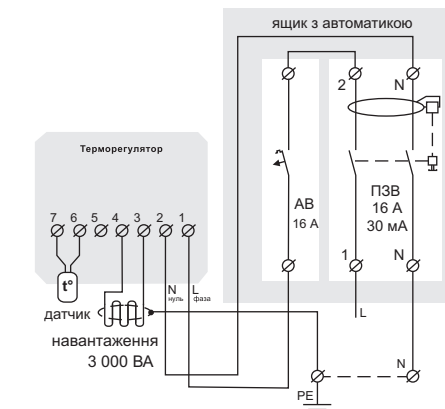 ящик з автоматикою
2 N
Терморегулятор
АВ
16 А
ПЗВ
16 А
30 мА
7 6 5 4 3 2 1
1 N
t°
N L
нуль фаза
L
датчик
навантаження
3 000 ВА
N
PE